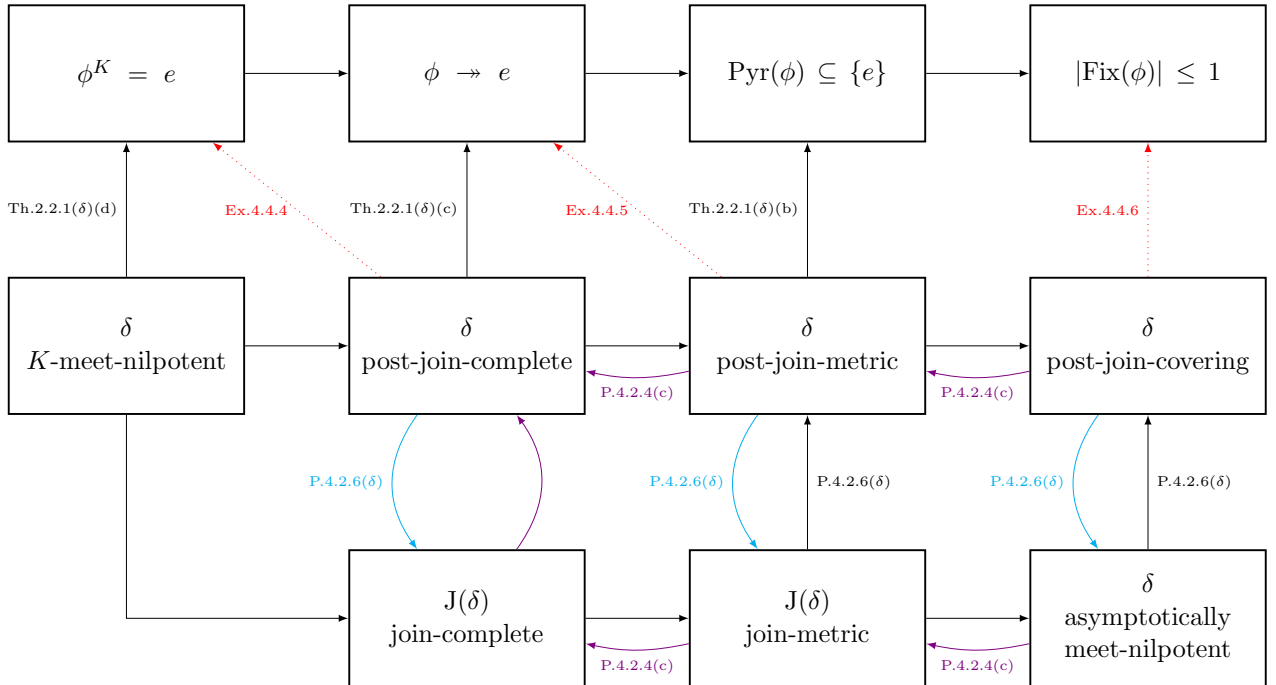 ϕ^K = e
ϕ ↠ e
Pyr(ϕ) ⊆ {e}
|Fix(ϕ)| ≤ 1
Th.2.2.1(δ)(d)
Ex.4.4.4
Th.2.2.1(δ)(c)
Ex.4.4.5
Th.2.2.1(δ)(b)
Ex.4.4.6
δ
K-meet-nilpotent
δ
post-join-complete
δ
post-join-metric
δ
post-join-covering
P.4.2.4(c)
P.4.2.4(c)
P.4.2.6(δ)
P.4.2.6(δ)
P.4.2.6(δ)
P.4.2.6(δ)
P.4.2.6(δ)
J(δ)
join-complete
J(δ)
join-metric
δ
asymptotically
meet-nilpotent
P.4.2.4(c)
P.4.2.4(c)